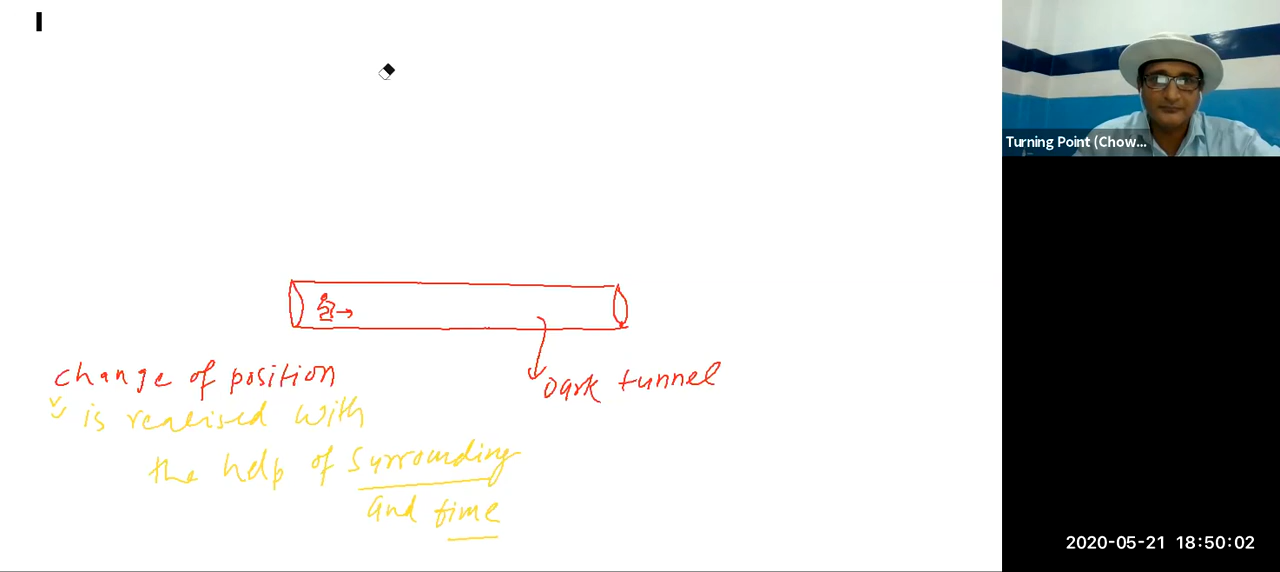 Turning Point (Chow...
Dark tunnel
change of position
is realised with
the help of surrounding
and time
2020-05-21 18:50:02